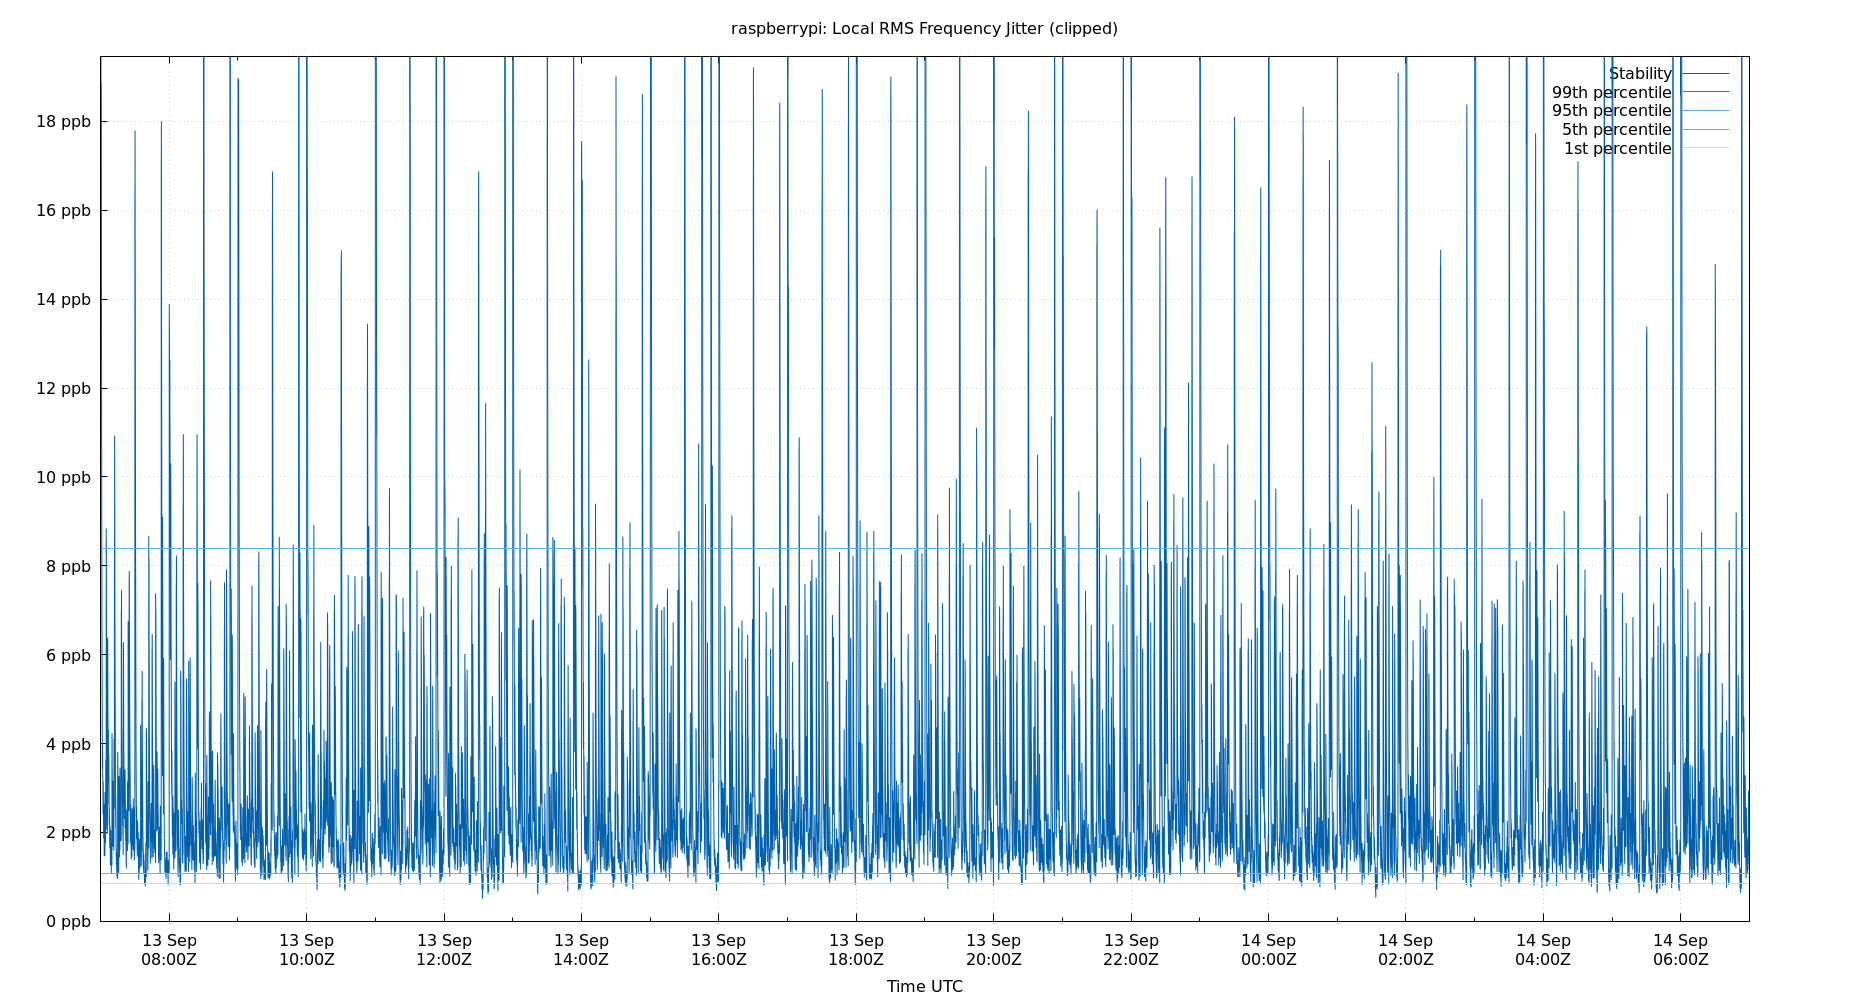 raspberrypi: Local RMS Frequency Jitter (clipped)
Stability
99th percentile
95th percentile
5th percentile
1st percentile
18 ppb
16 ppb
14 ppb
12 ppb
10 ppb
8 ppb
6 ppb
4 ppb
2 ppb
0 ppb
13 Sep 13 Sep 13 Sep 13 Sep 13 Sep 13 Sep 13 Sep 13 Sep 14 Sep 14 Sep 14 Sep 14 Sep
08:00Z 10:00Z 12:00Z 14:00Z 16:00Z 18:00Z 20:00Z 22:00Z 00:00Z 02:00Z 04:00Z 06:00Z
Time UTC